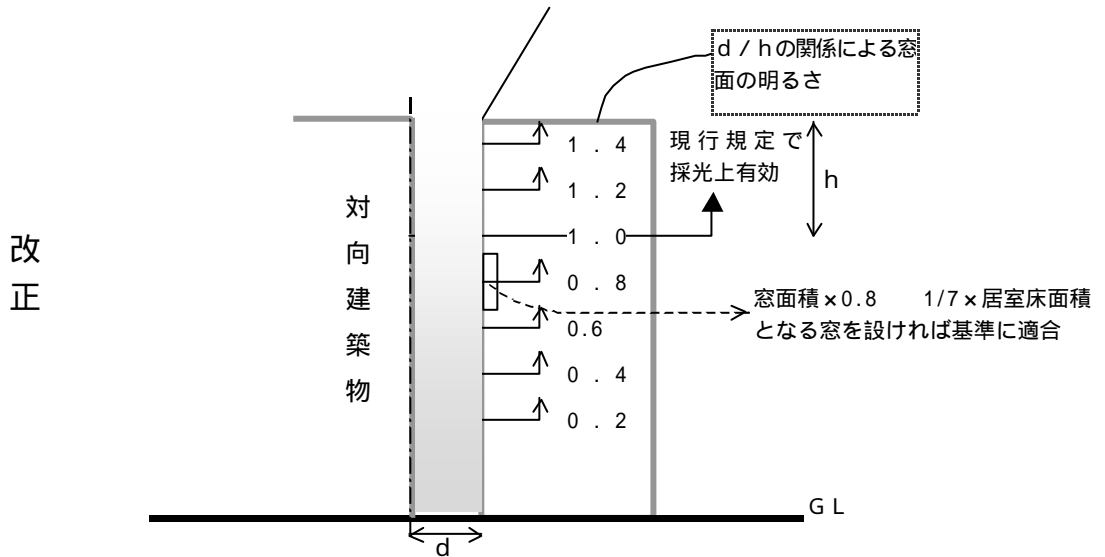 改正
対向建築物
d／hの関係による窓
面の明るさ
現行規定で
採光上有効
h
1．4
1．2
1.0
0．8
0.6
0．4
0．2
窓面積×0.8　　1/7×居室床面積
となる窓を設ければ基準に適合
GL
d